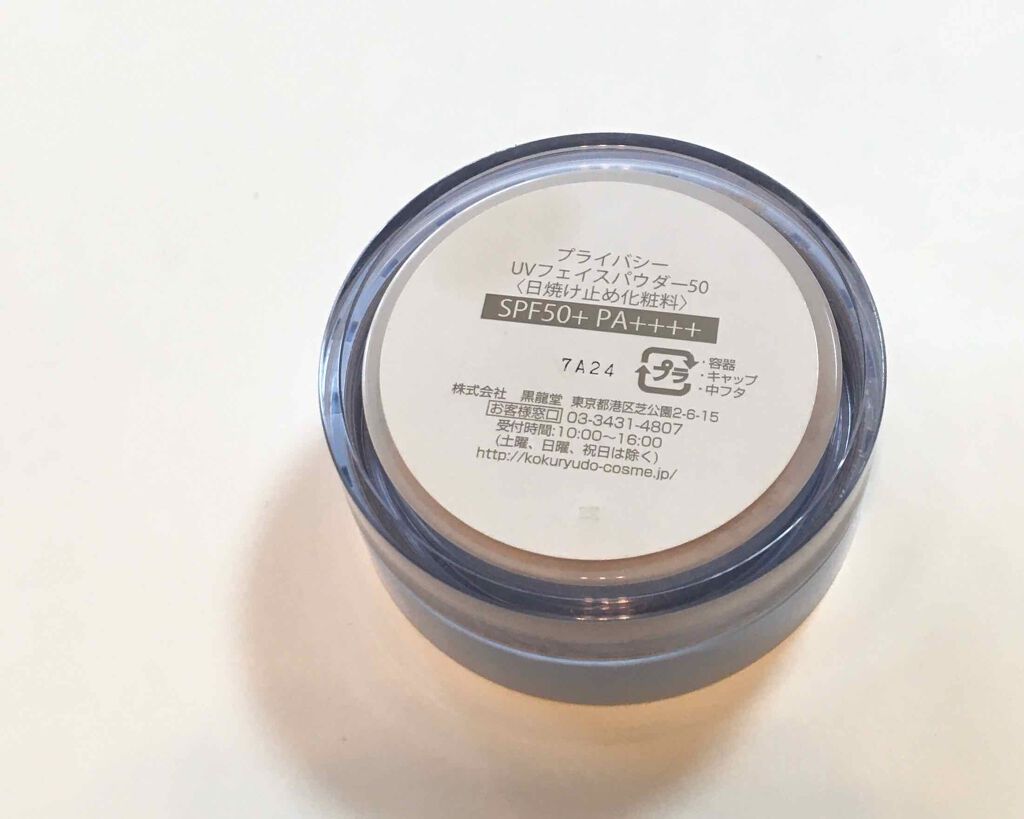 プライバシー
UVフェイスパウダー50
〈日焼け止め化粧料〉
SPF50+ PA++++
7A24
プラ
・容器
・キャップ
・中フタ
株式会社 黒龍堂 東京都港区芝公園2-6-15
お客様窓口 03-3431-4807
受付時間:10:00～16:00
(土曜、日曜、祝日は除く)
http://kokuryudo-cosme.jp/